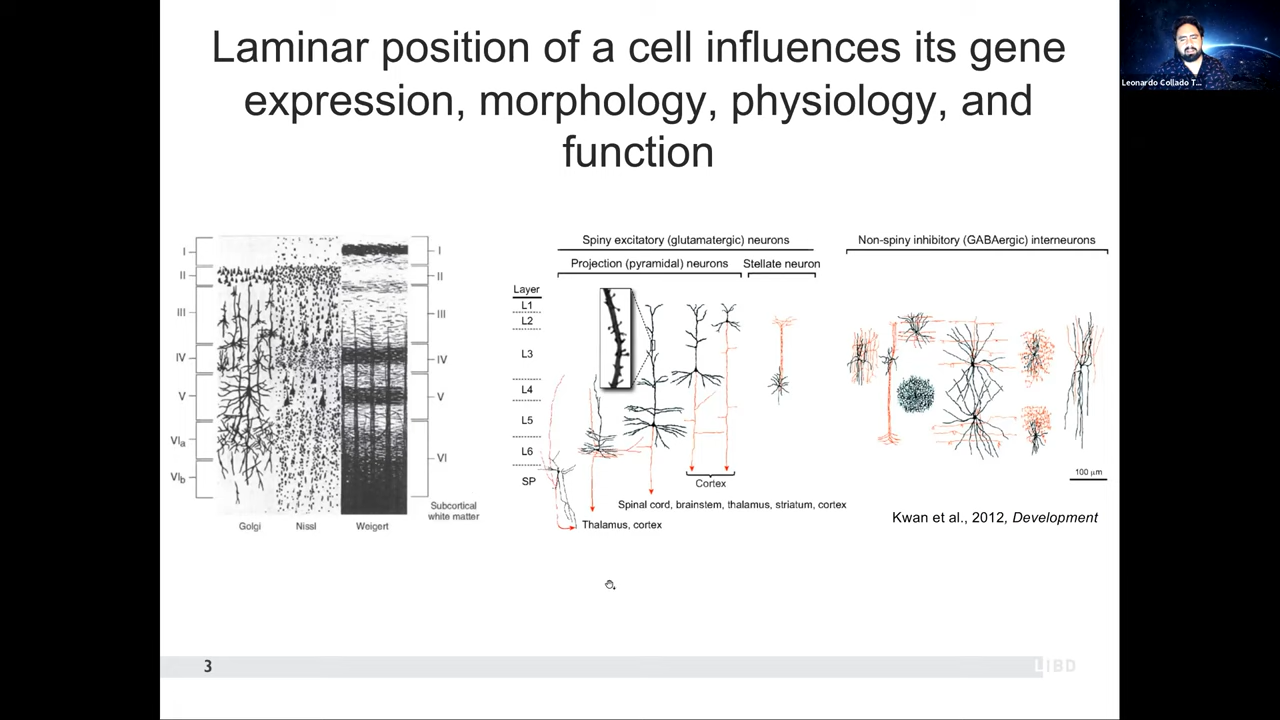 Laminar position of a cell influences its gene
expression, morphology, physiology, and
function
Leonardo Collado T...
I
II
III
IV
V
VIa
VIb
I
II
III
IV
V
VI
Subcortical
white matter
Golgi
Nissl
Weigert
Spiny excitatory (glutamatergic) neurons
Projection (pyramidal) neurons
Stellate neuron
Layer
L1
L2
L3
L4
L5
L6
SP
Cortex
Spinal cord, brainstem, thalamus, striatum, cortex
Thalamus, cortex
Non-spiny inhibitory (GABAergic) interneurons
100 μm
Kwan et al., 2012, Development
3
LIBD